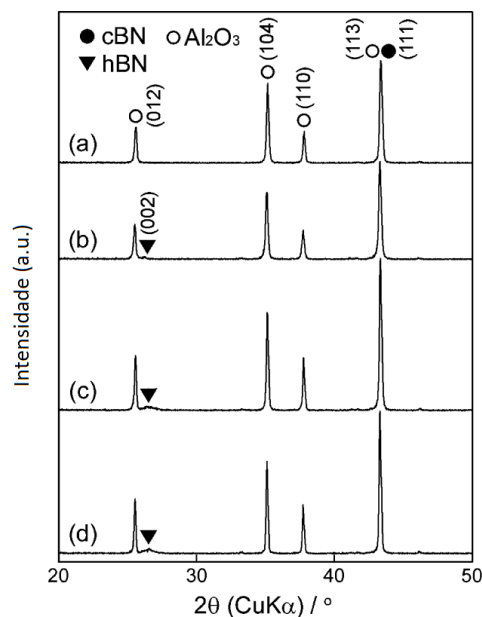 ● cBN ○ Al₂O₃
▼ hBN
(012)
(104)
(110)
(113) (111)
(a)
(002)
(b)
(c)
(d)
Intensidade (a.u.)
20 30 40 50
2θ (CuKα) / °